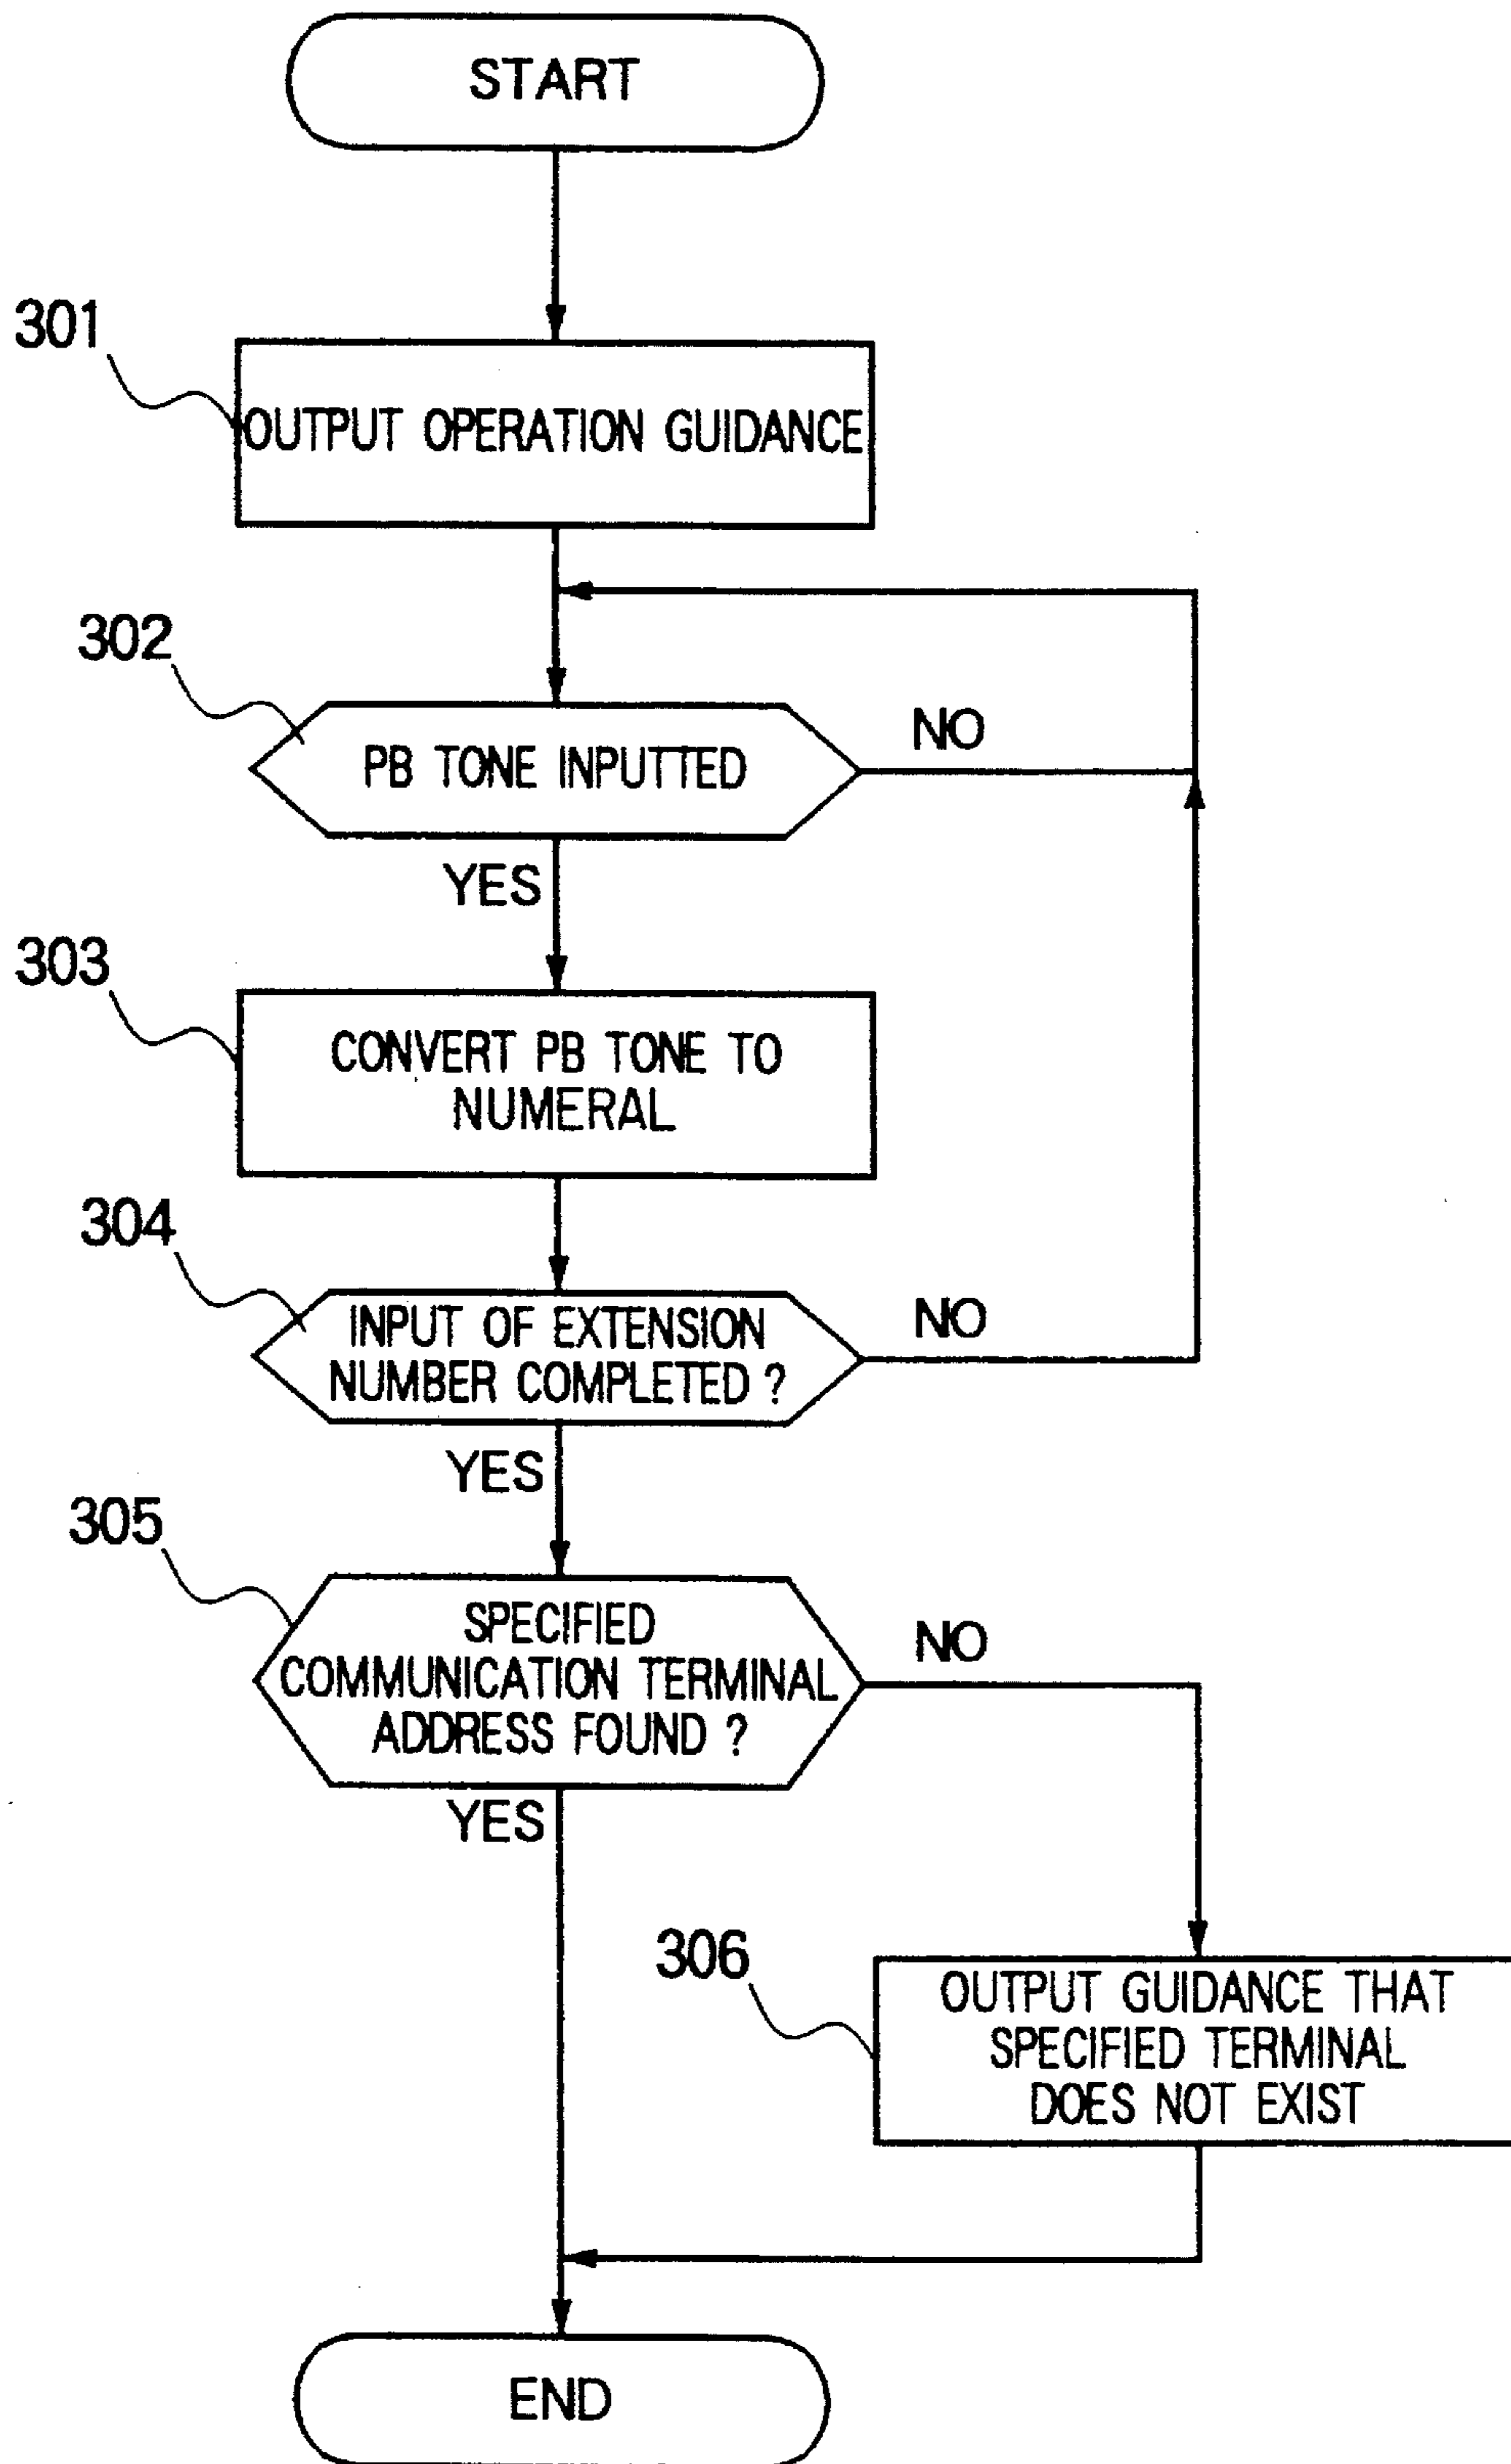 START
301
OUTPUT OPERATION GUIDANCE
302
PB TONE INPUTTED
NO
YES
303
CONVERT PB TONE TO
NUMERAL
304
INPUT OF EXTENSION
NUMBER COMPLETED ?
NO
YES
305
SPECIFIED
COMMUNICATION TERMINAL
ADDRESS FOUND ?
NO
YES
306
OUTPUT GUIDANCE THAT
SPECIFIED TERMINAL
DOES NOT EXIST
END